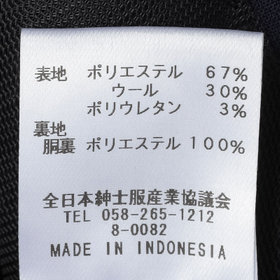 表地 ポリエステル 67%
ウール 30%
ポリウレタン 3%
裏地
胴裏 ポリエステル 100%
全日本紳士服産業協議会
TEL 058-265-1212
8-0082
MADE IN INDONESIA